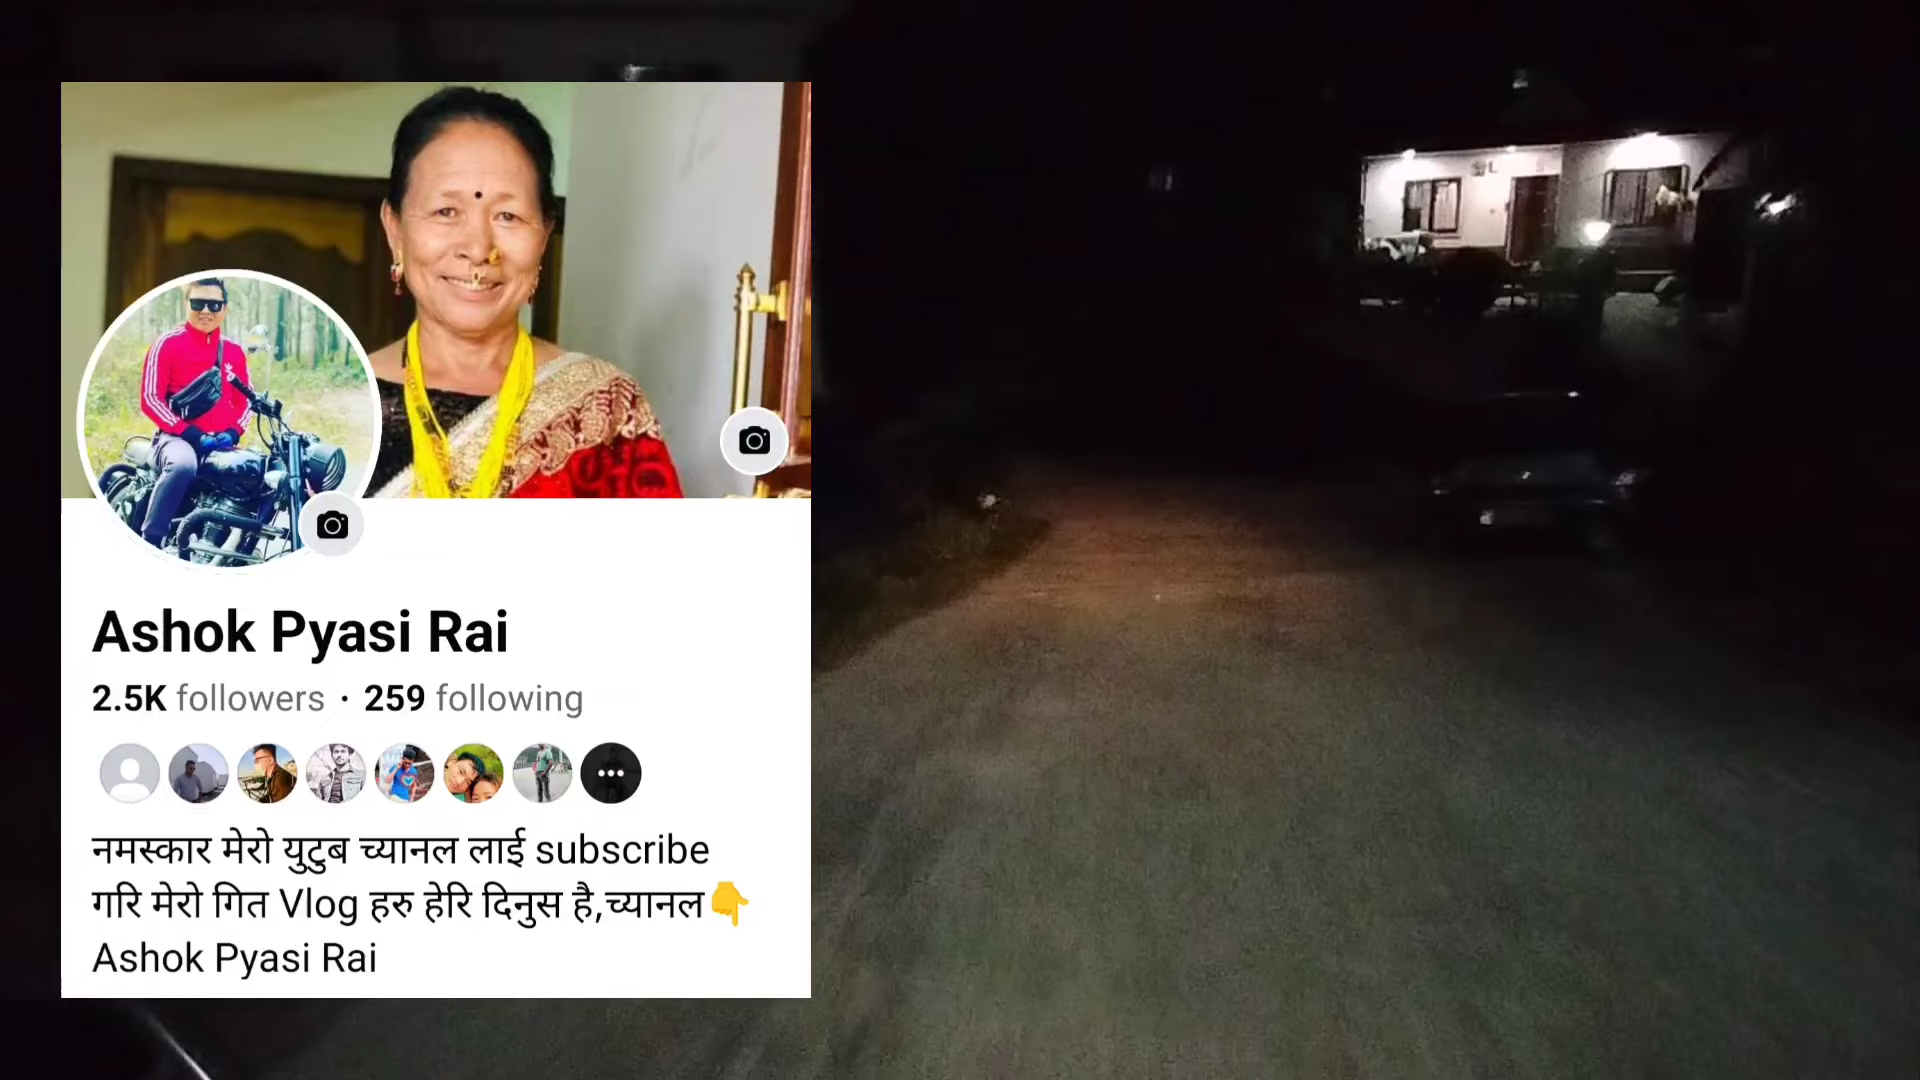 Ashok Pyasi Rai
2.5K followers · 259 following
नमस्कार मेरो युटुब च्यानल लाई subscribe
गरि मेरो गित Vlog हरु हेरि दिनुस है,च्यानल👇
Ashok Pyasi Rai